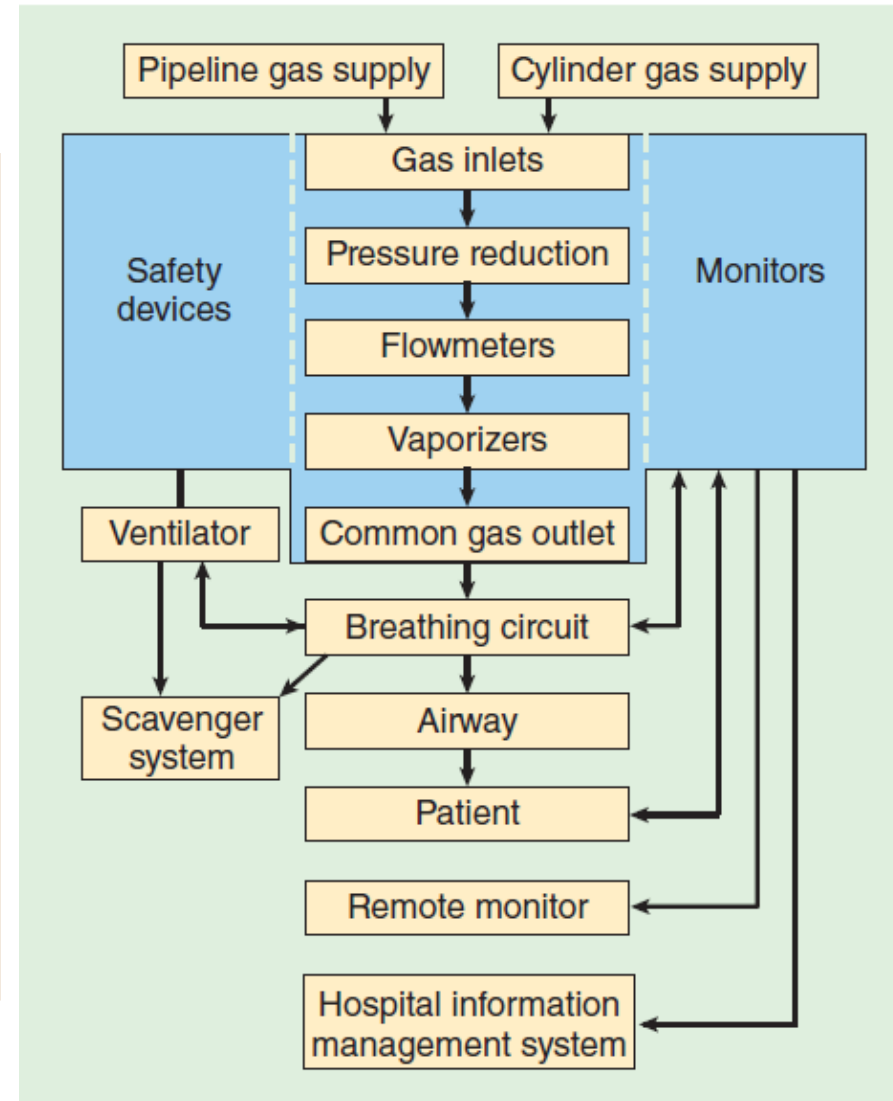 Pipeline gas supply
Cylinder gas supply
Gas inlets
Safety
devices
Pressure reduction
Monitors
Flowmeters
Vaporizers
Ventilator
Common gas outlet
Breathing circuit
Scavenger
system
Airway
Patient
Remote monitor
Hospital information
management system